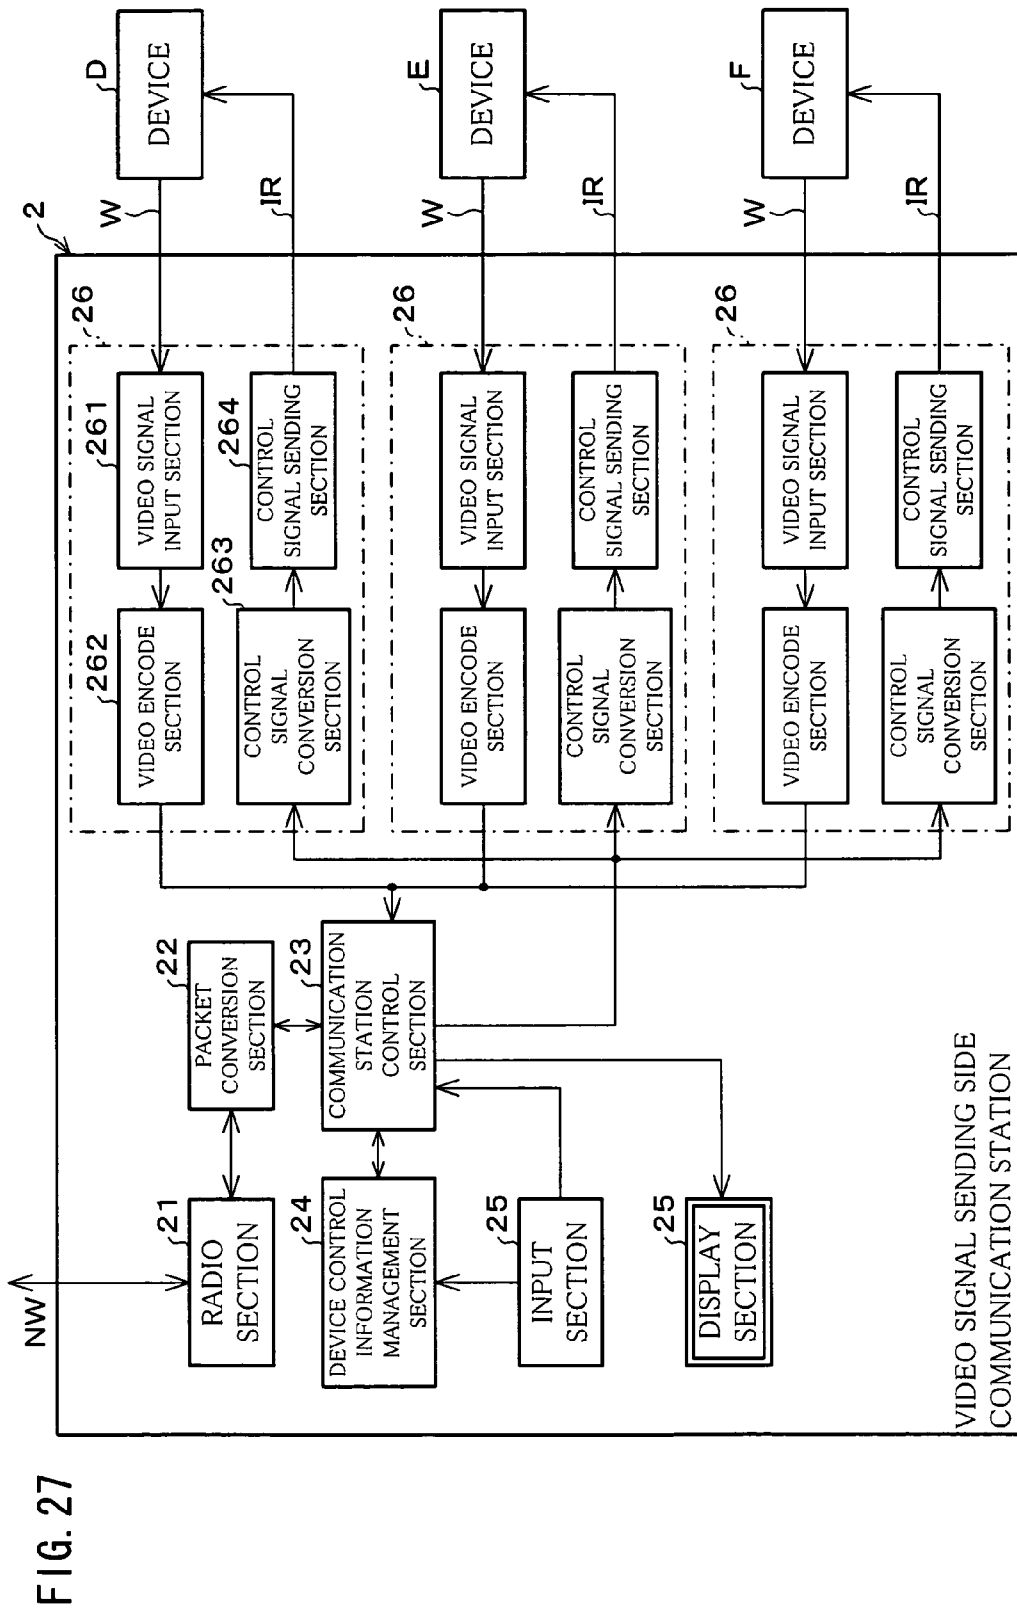 FIG. 27
NW
2
21
RADIO
SECTION
22
PACKET
CONVERSION
SECTION
23
COMMUNICATION
STATION
CONTROL
SECTION
24
DEVICE CONTROL
INFORMATION
MANAGEMENT
SECTION
25
INPUT
SECTION
25
DISPLAY
SECTION
26
262
VIDEO ENCODE
SECTION
261
VIDEO SIGNAL
INPUT SECTION
263
CONTROL
SIGNAL
CONVERSION
SECTION
264
CONTROL
SIGNAL SENDING
SECTION
W
IR
D
DEVICE
26
VIDEO ENCODE
SECTION
VIDEO SIGNAL
INPUT SECTION
CONTROL
SIGNAL
CONVERSION
SECTION
CONTROL
SIGNAL SENDING
SECTION
W
IR
E
DEVICE
26
VIDEO ENCODE
SECTION
VIDEO SIGNAL
INPUT SECTION
CONTROL
SIGNAL
CONVERSION
SECTION
CONTROL
SIGNAL SENDING
SECTION
W
IR
F
DEVICE
VIDEO SIGNAL SENDING SIDE
COMMUNICATION STATION